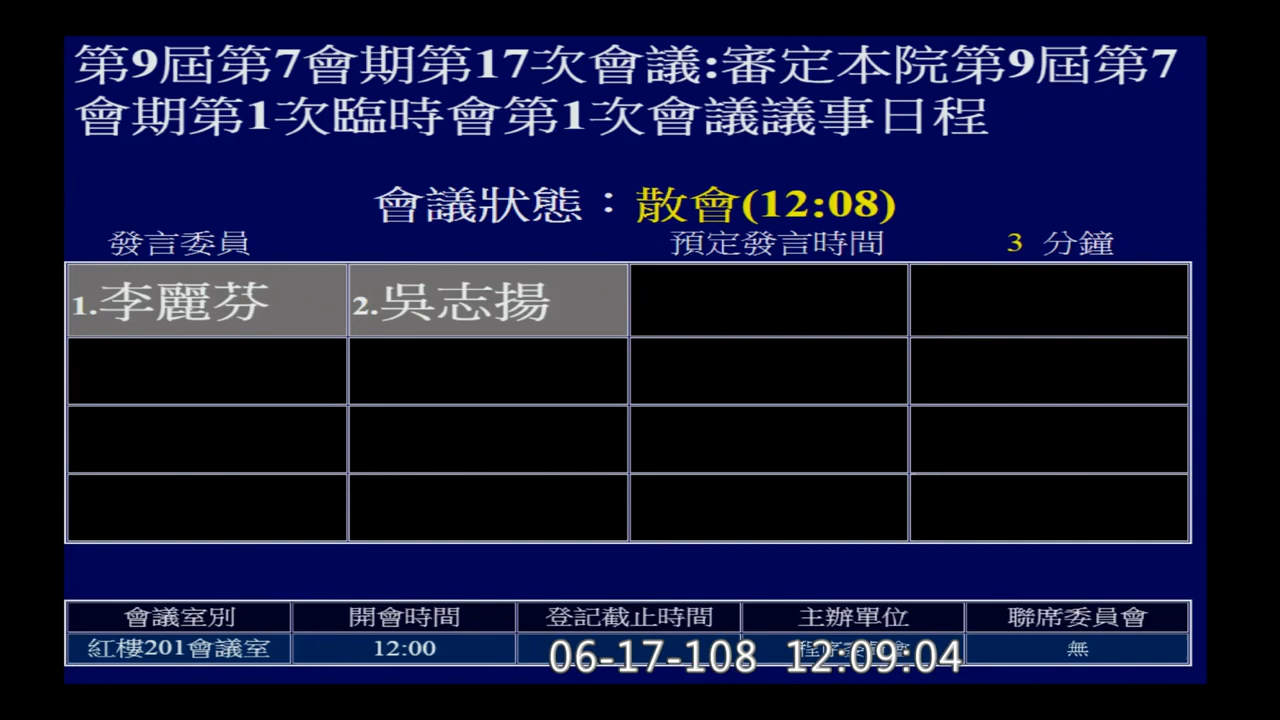 第9屆第7會期第17次會議:審定本院第9屆第7
會期第1次臨時會第1次會議議事日程
會議狀態：散會(12:08)
發言委員 預定發言時間 3 分鐘
1.李麗芬 2.吳志揚
會議室別 開會時間 登記截止時間 主辦單位 聯席委員會
紅樓201會議室 12:00 無
06-17-108 12:09:04